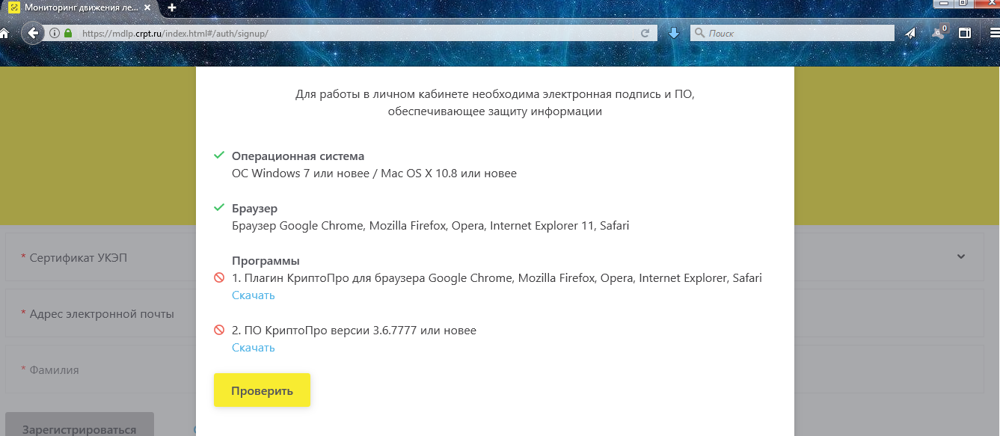 Мониторинг движения ле...
https://mdlp.crpt.ru/index.html#/auth/signup/
Поиск
0
Для работы в личном кабинете необходима электронная подпись и ПО,
обеспечивающее защиту информации
Операционная система
ОС Windows 7 или новее / Mac OS X 10.8 или новее
Браузер
Браузер Google Chrome, Mozilla Firefox, Opera, Internet Explorer 11, Safari
* Сертификат УКЭП
Программы
1. Плагин КриптоПро для браузера Google Chrome, Mozilla Firefox, Opera, Internet Explorer, Safari
Скачать
* Адрес электронной почты
2. ПО КриптоПро версии 3.6.7777 или новее
Скачать
* Фамилия
Проверить
Зарегистрироваться